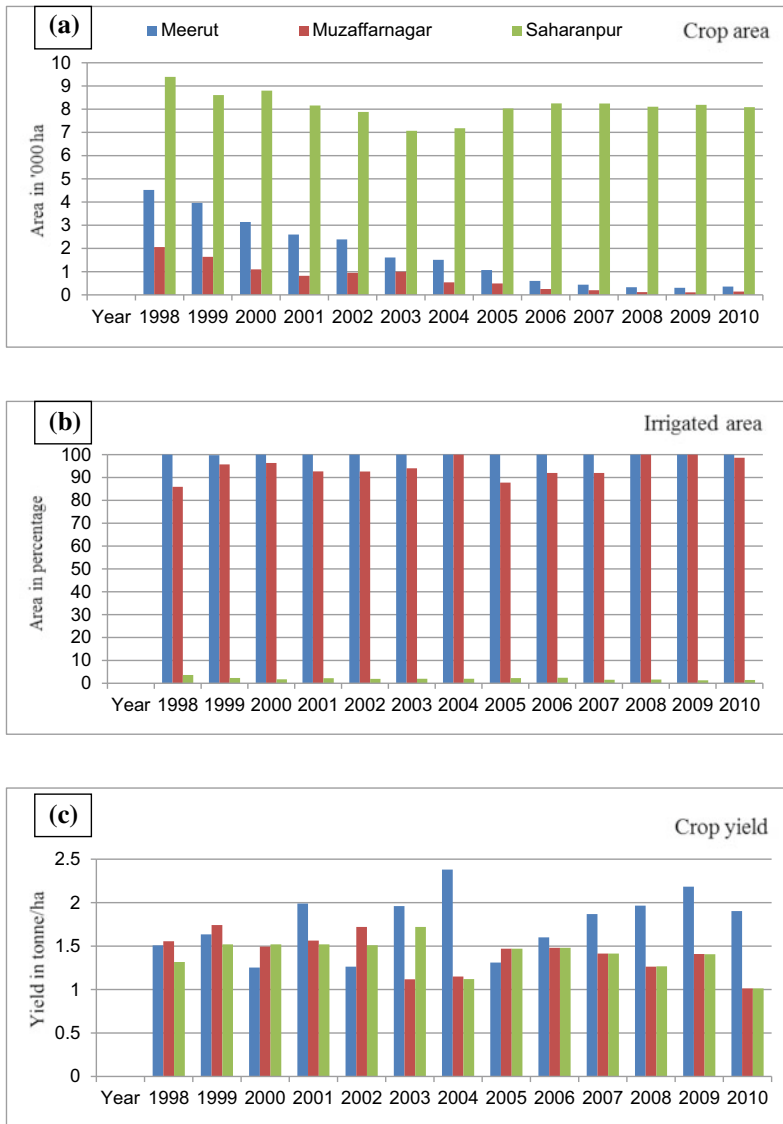 (a)
Meerut Muzaffarnagar Saharanpur Crop area
Area in '000 ha
10
9
8
7
6
5
4
3
2
1
0
Year 1998 1999 2000 2001 2002 2003 2004 2005 2006 2007 2008 2009 2010
(b)
Irrigated area
Area in percentage
100
90
80
70
60
50
40
30
20
10
0
Year 1998 1999 2000 2001 2002 2003 2004 2005 2006 2007 2008 2009 2010
(c)
Crop yield
Yield in tonne/ha
2.5
2
1.5
1
0.5
0
Year 1998 1999 2000 2001 2002 2003 2004 2005 2006 2007 2008 2009 2010